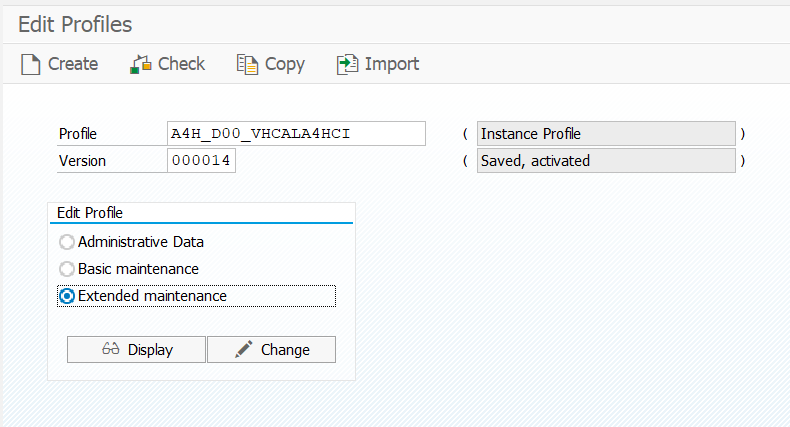 Edit Profiles
Create Check Copy Import
Profile A4H_D00_VHCALA4HCI ( Instance Profile )
Version 000014 ( Saved, activated )
Edit Profile
Administrative Data
Basic maintenance
Extended maintenance
Display Change